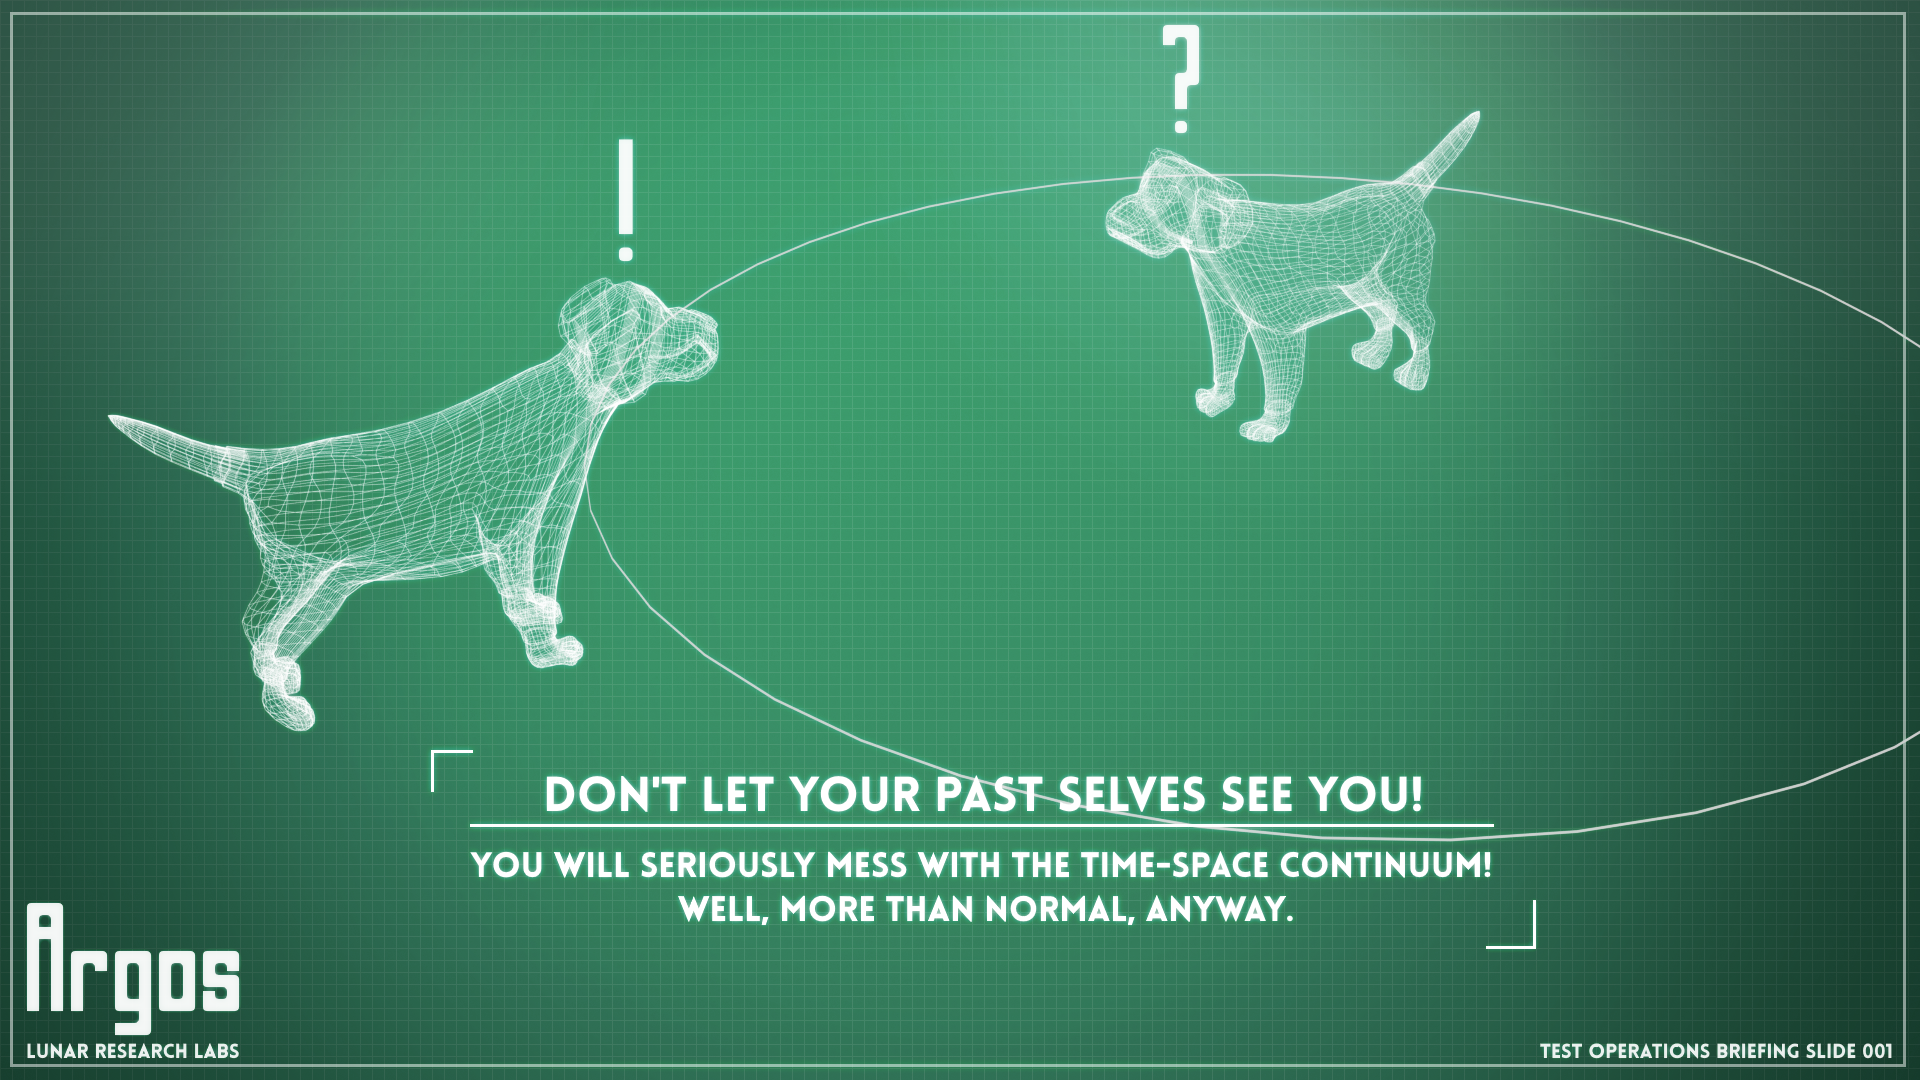 !
?
DON'T LET YOUR PAST SELVES SEE YOU!
YOU WILL SERIOUSLY MESS WITH THE TIME-SPACE CONTINUUM!
WELL, MORE THAN NORMAL, ANYWAY.
Argos
LUNAR RESEARCH LABS
TEST OPERATIONS BRIEFING SLIDE 001